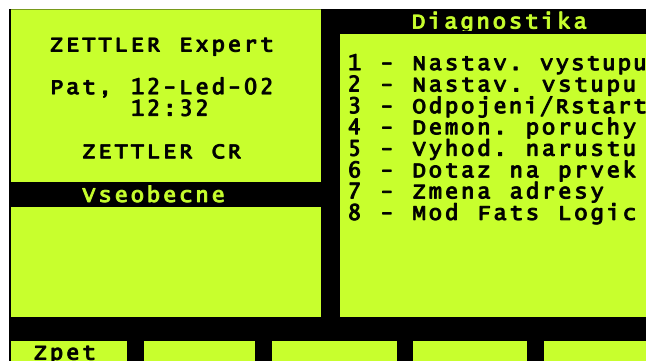 ZETTLER Expert
Pat, 12-Led-02
12:32
ZETTLER CR
Vseobecne
Diagnostika
1 - Nastav. vystupu
2 - Nastav. vstupu
3 - Odpojeni/Rstart
4 - Demon. poruchy
5 - Vyhod. narustu
6 - Dotaz na prvek
7 - Zmena adresy
8 - Mod Fats Logic
Zpet